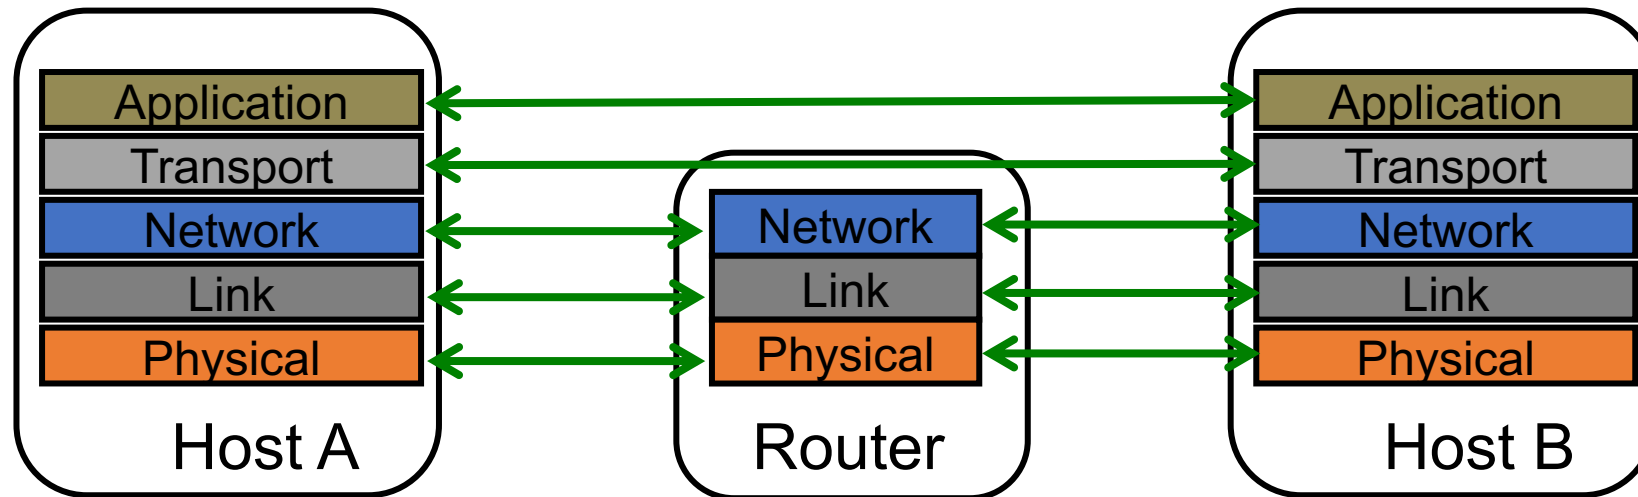 Application
Transport
Network
Link
Physical
Host A
Network
Link
Physical
Router
Application
Transport
Network
Link
Physical
Host B